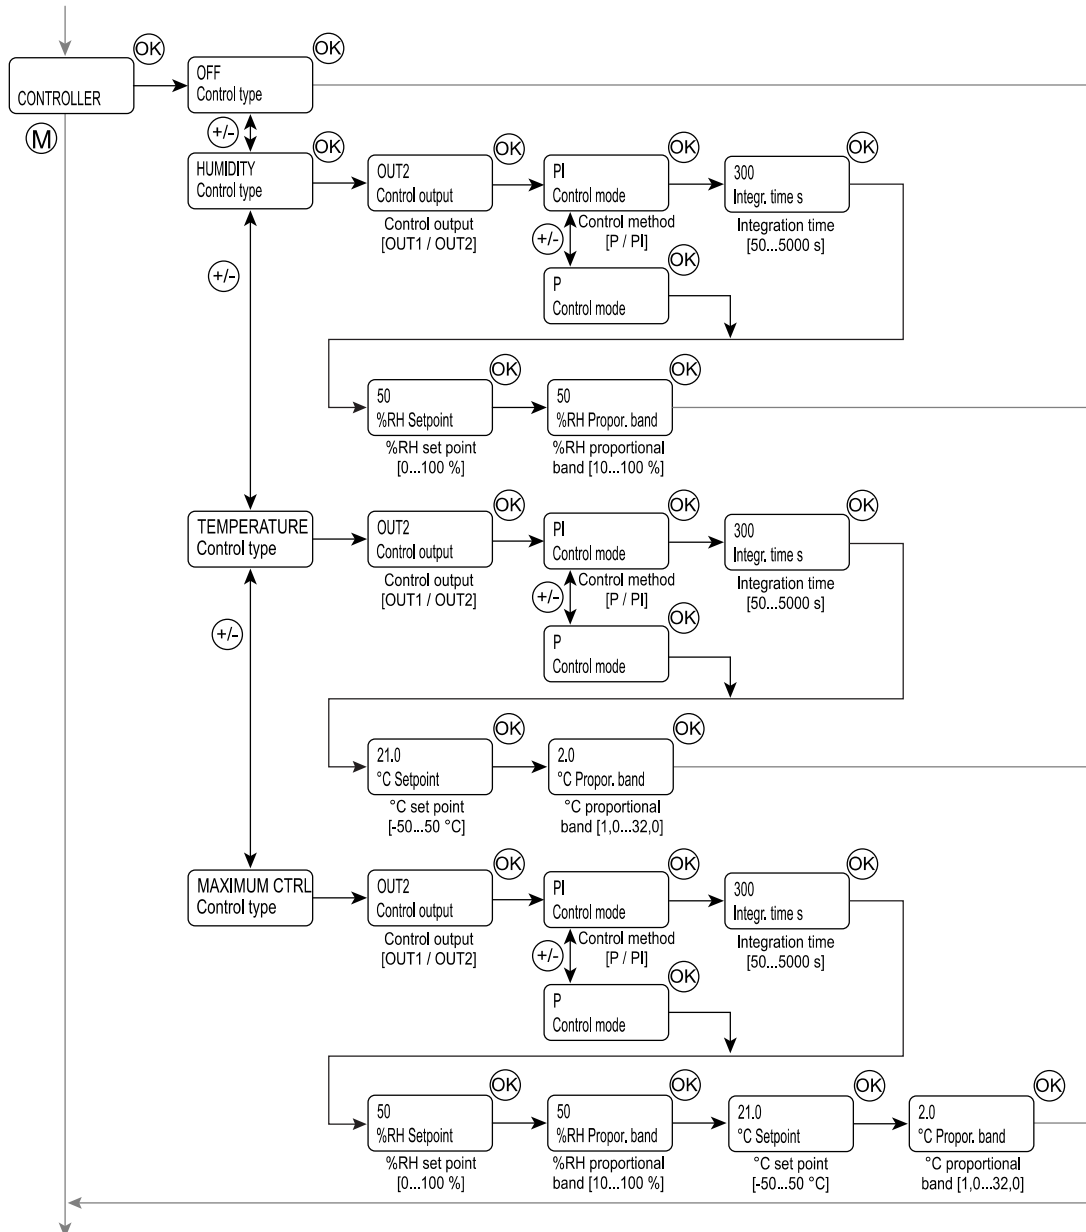 OK
OK
OFF
Control type
CONTROLLER
M
+/-
OK
OK
OK
OK
HUMIDITY
Control type
OUT2
Control output
PI
Control mode
300
Integr. time s
Control output
[OUT1 / OUT2]
+/-
Control method
[P / PI]
Integration time
[50...5000 s]
OK
+/-
P
Control mode
OK
OK
50
%RH Setpoint
50
%RH Propor. band
%RH set point
[0...100 %]
%RH proportional
band [10...100 %]
OK
OK
OK
TEMPERATURE
Control type
OUT2
Control output
PI
Control mode
300
Integr. time s
Control output
[OUT1 / OUT2]
+/-
Control method
[P / PI]
Integration time
[50...5000 s]
OK
+/-
P
Control mode
OK
OK
21.0
°C Setpoint
2.0
°C Propor. band
°C set point
[-50...50 °C]
°C proportional
band [1,0...32,0]
OK
OK
OK
MAXIMUM CTRL
Control type
OUT2
Control output
PI
Control mode
300
Integr. time s
Control output
[OUT1 / OUT2]
+/-
Control method
[P / PI]
Integration time
[50...5000 s]
OK
P
Control mode
OK
OK
OK
OK
50
%RH Setpoint
50
%RH Propor. band
21.0
°C Setpoint
2.0
°C Propor. band
%RH set point
[0...100 %]
%RH proportional
band [10...100 %]
°C set point
[-50...50 °C]
°C proportional
band [1,0...32,0]